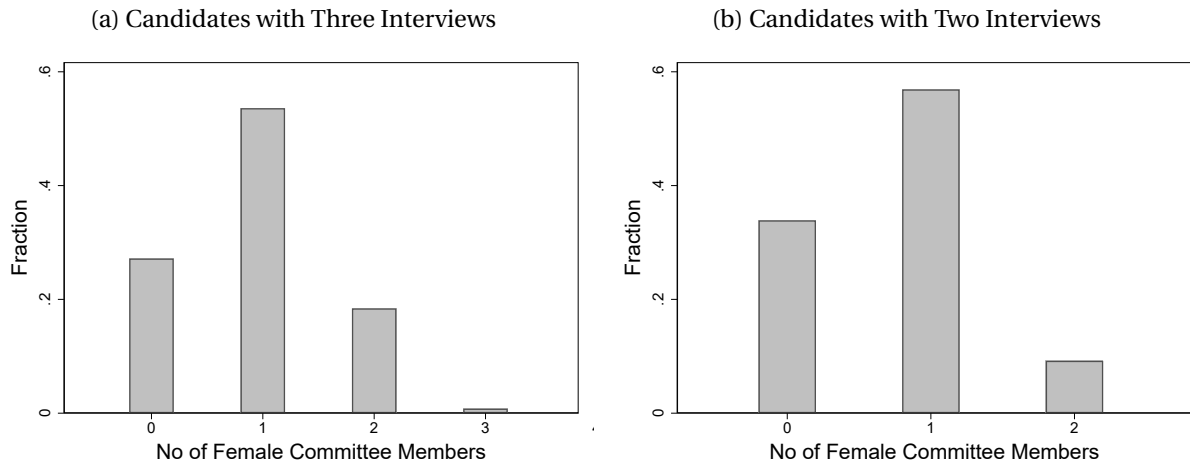 (a) Candidates with Three Interviews
.6
.4
.2
0
Fraction
0 1 2 3
No of Female Committee Members
(b) Candidates with Two Interviews
.6
.4
.2
0
Fraction
0 1 2
No of Female Committee Members